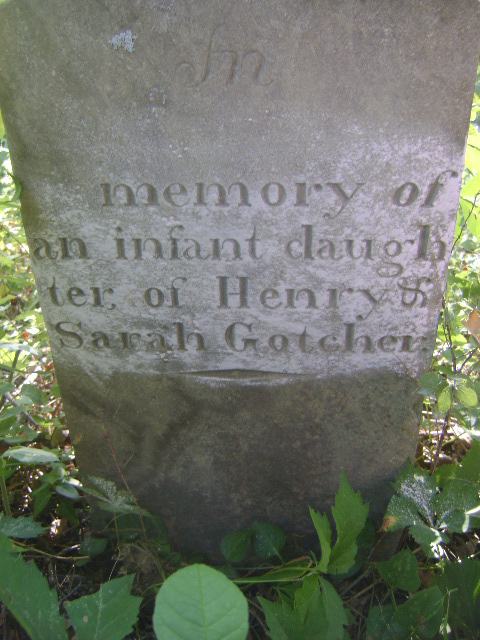 In
memory of
an infant daugh
ter, of Henry &
Sarah Gotcher.